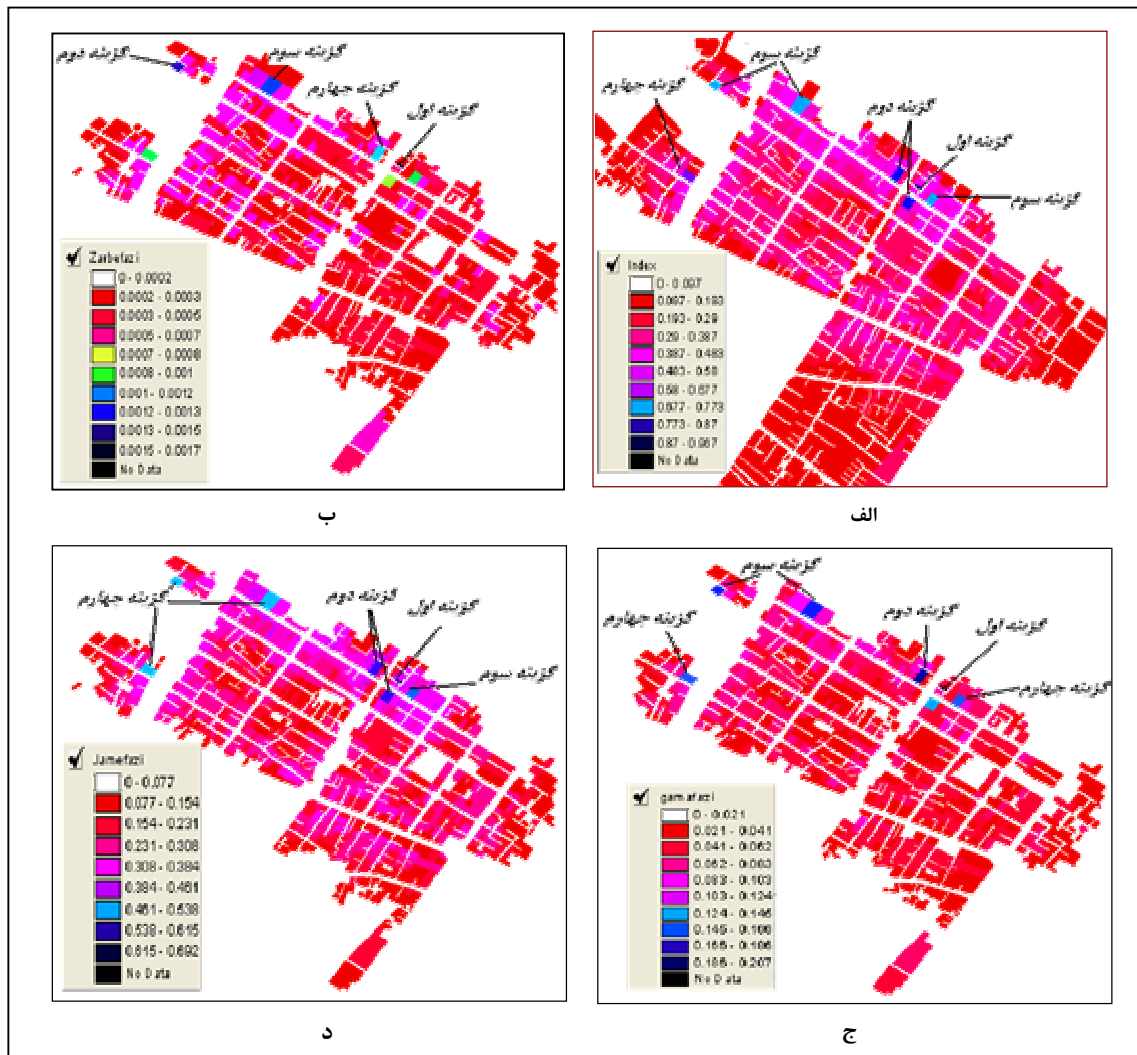 گزینه دوم
گزینه سوم
گزینه چهارم
گزینه اول
Zarbefazi
0 - 0.0002
0.0002 - 0.0003
0.0003 - 0.0005
0.0005 - 0.0007
0.0007 - 0.0008
0.0008 - 0.001
0.001 - 0.0012
0.0012 - 0.0013
0.0013 - 0.0015
0.0015 - 0.0017
No Data
ب
گزینه سوم
گزینه چهارم
گزینه دوم
گزینه اول
گزینه سوم
Index
0 - 0.097
0.097 - 0.193
0.193 - 0.29
0.29 - 0.387
0.387 - 0.483
0.483 - 0.58
0.58 - 0.677
0.677 - 0.773
0.773 - 0.87
0.87 - 0.967
No Data
الف
گزینه چهارم
گزینه دوم
گزینه اول
گزینه سوم
Jamefazi
0 - 0.077
0.077 - 0.154
0.154 - 0.231
0.231 - 0.308
0.308 - 0.384
0.384 - 0.461
0.461 - 0.538
0.538 - 0.615
0.615 - 0.692
No Data
د
گزینه سوم
گزینه چهارم
گزینه دوم
گزینه اول
گزینه چهارم
gamafazi
0 - 0.021
0.021 - 0.041
0.041 - 0.062
0.062 - 0.083
0.083 - 0.103
0.103 - 0.124
0.124 - 0.145
0.145 - 0.166
0.166 - 0.186
0.186 - 0.207
No Data
ج